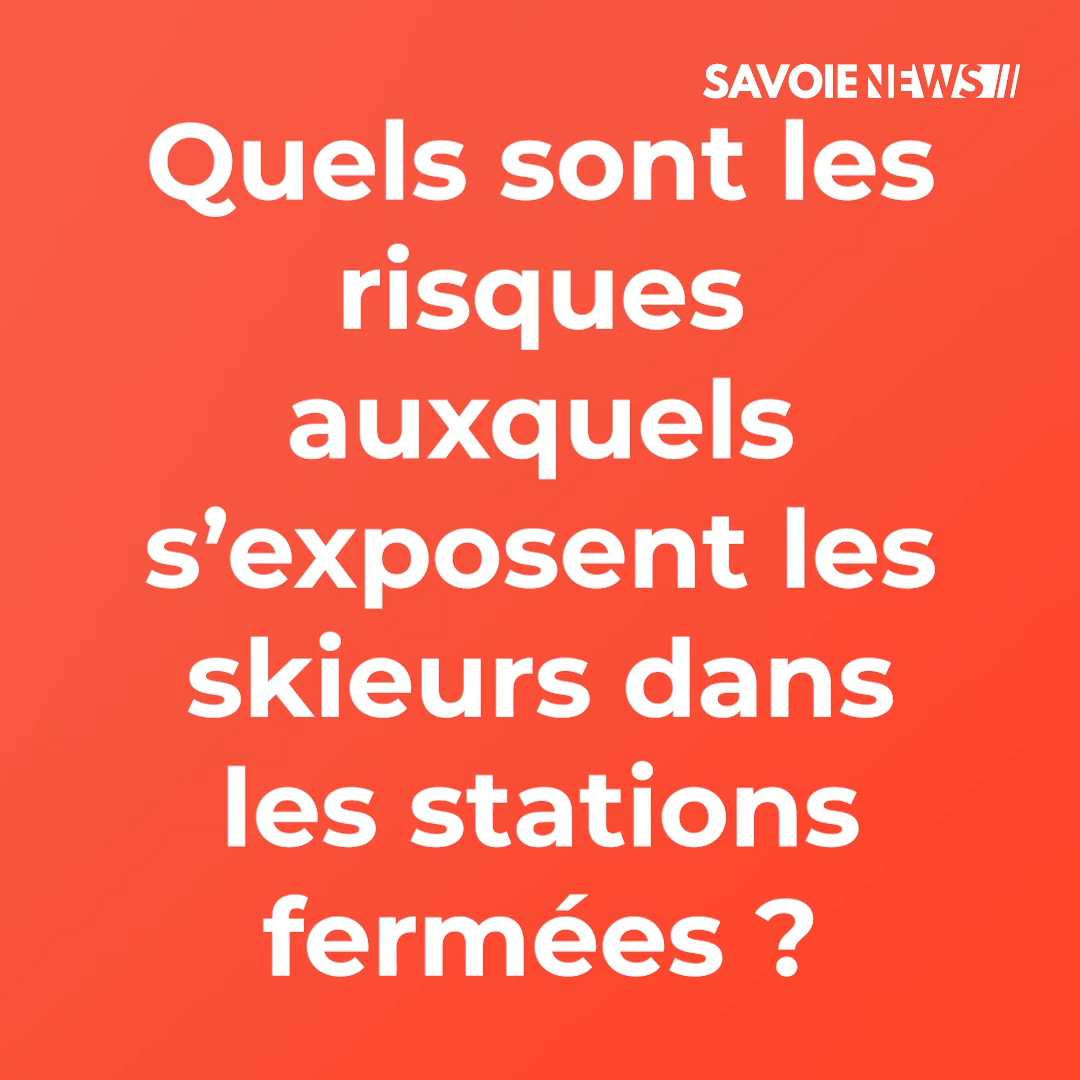 SAVOIE NEWS //
Quels sont les
risques
auxquels
s’exposent les
skieurs dans
les stations
fermées ?